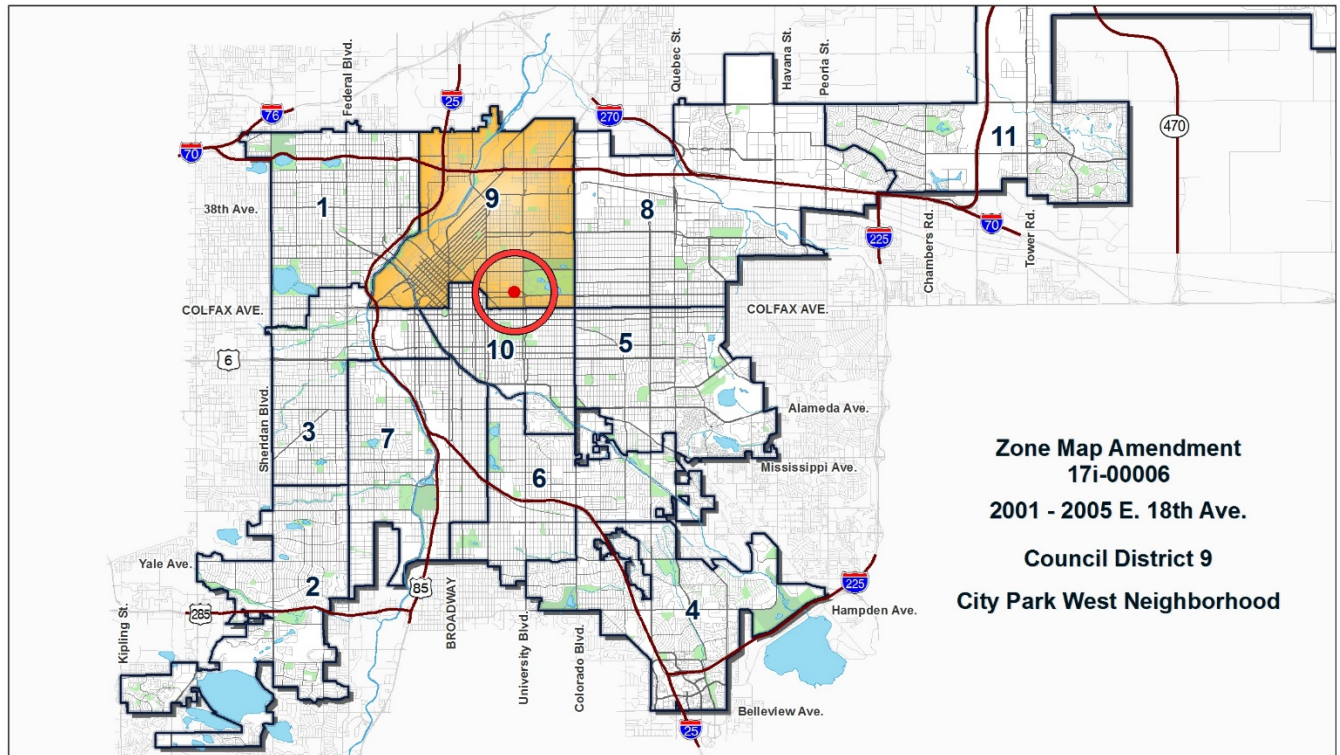 Federal Blvd.
Quebec St.
Havana St.
Peoria St.
76
25
270
70
470
11
38th Ave.
1
9
8
225
Chambers Rd.
70
Tower Rd.
COLFAX AVE.
COLFAX AVE.
6
10
5
Sheridan Blvd.
3
7
Alameda Ave.
6
Mississippi Ave.
Zone Map Amendment
17i-00006
2001 - 2005 E. 18th Ave.
Council District 9
City Park West Neighborhood
Yale Ave.
2
285
85
BROADWAY
University Blvd.
Colorado Blvd.
4
225
Hampden Ave.
Kipling St.
Belleview Ave.
25